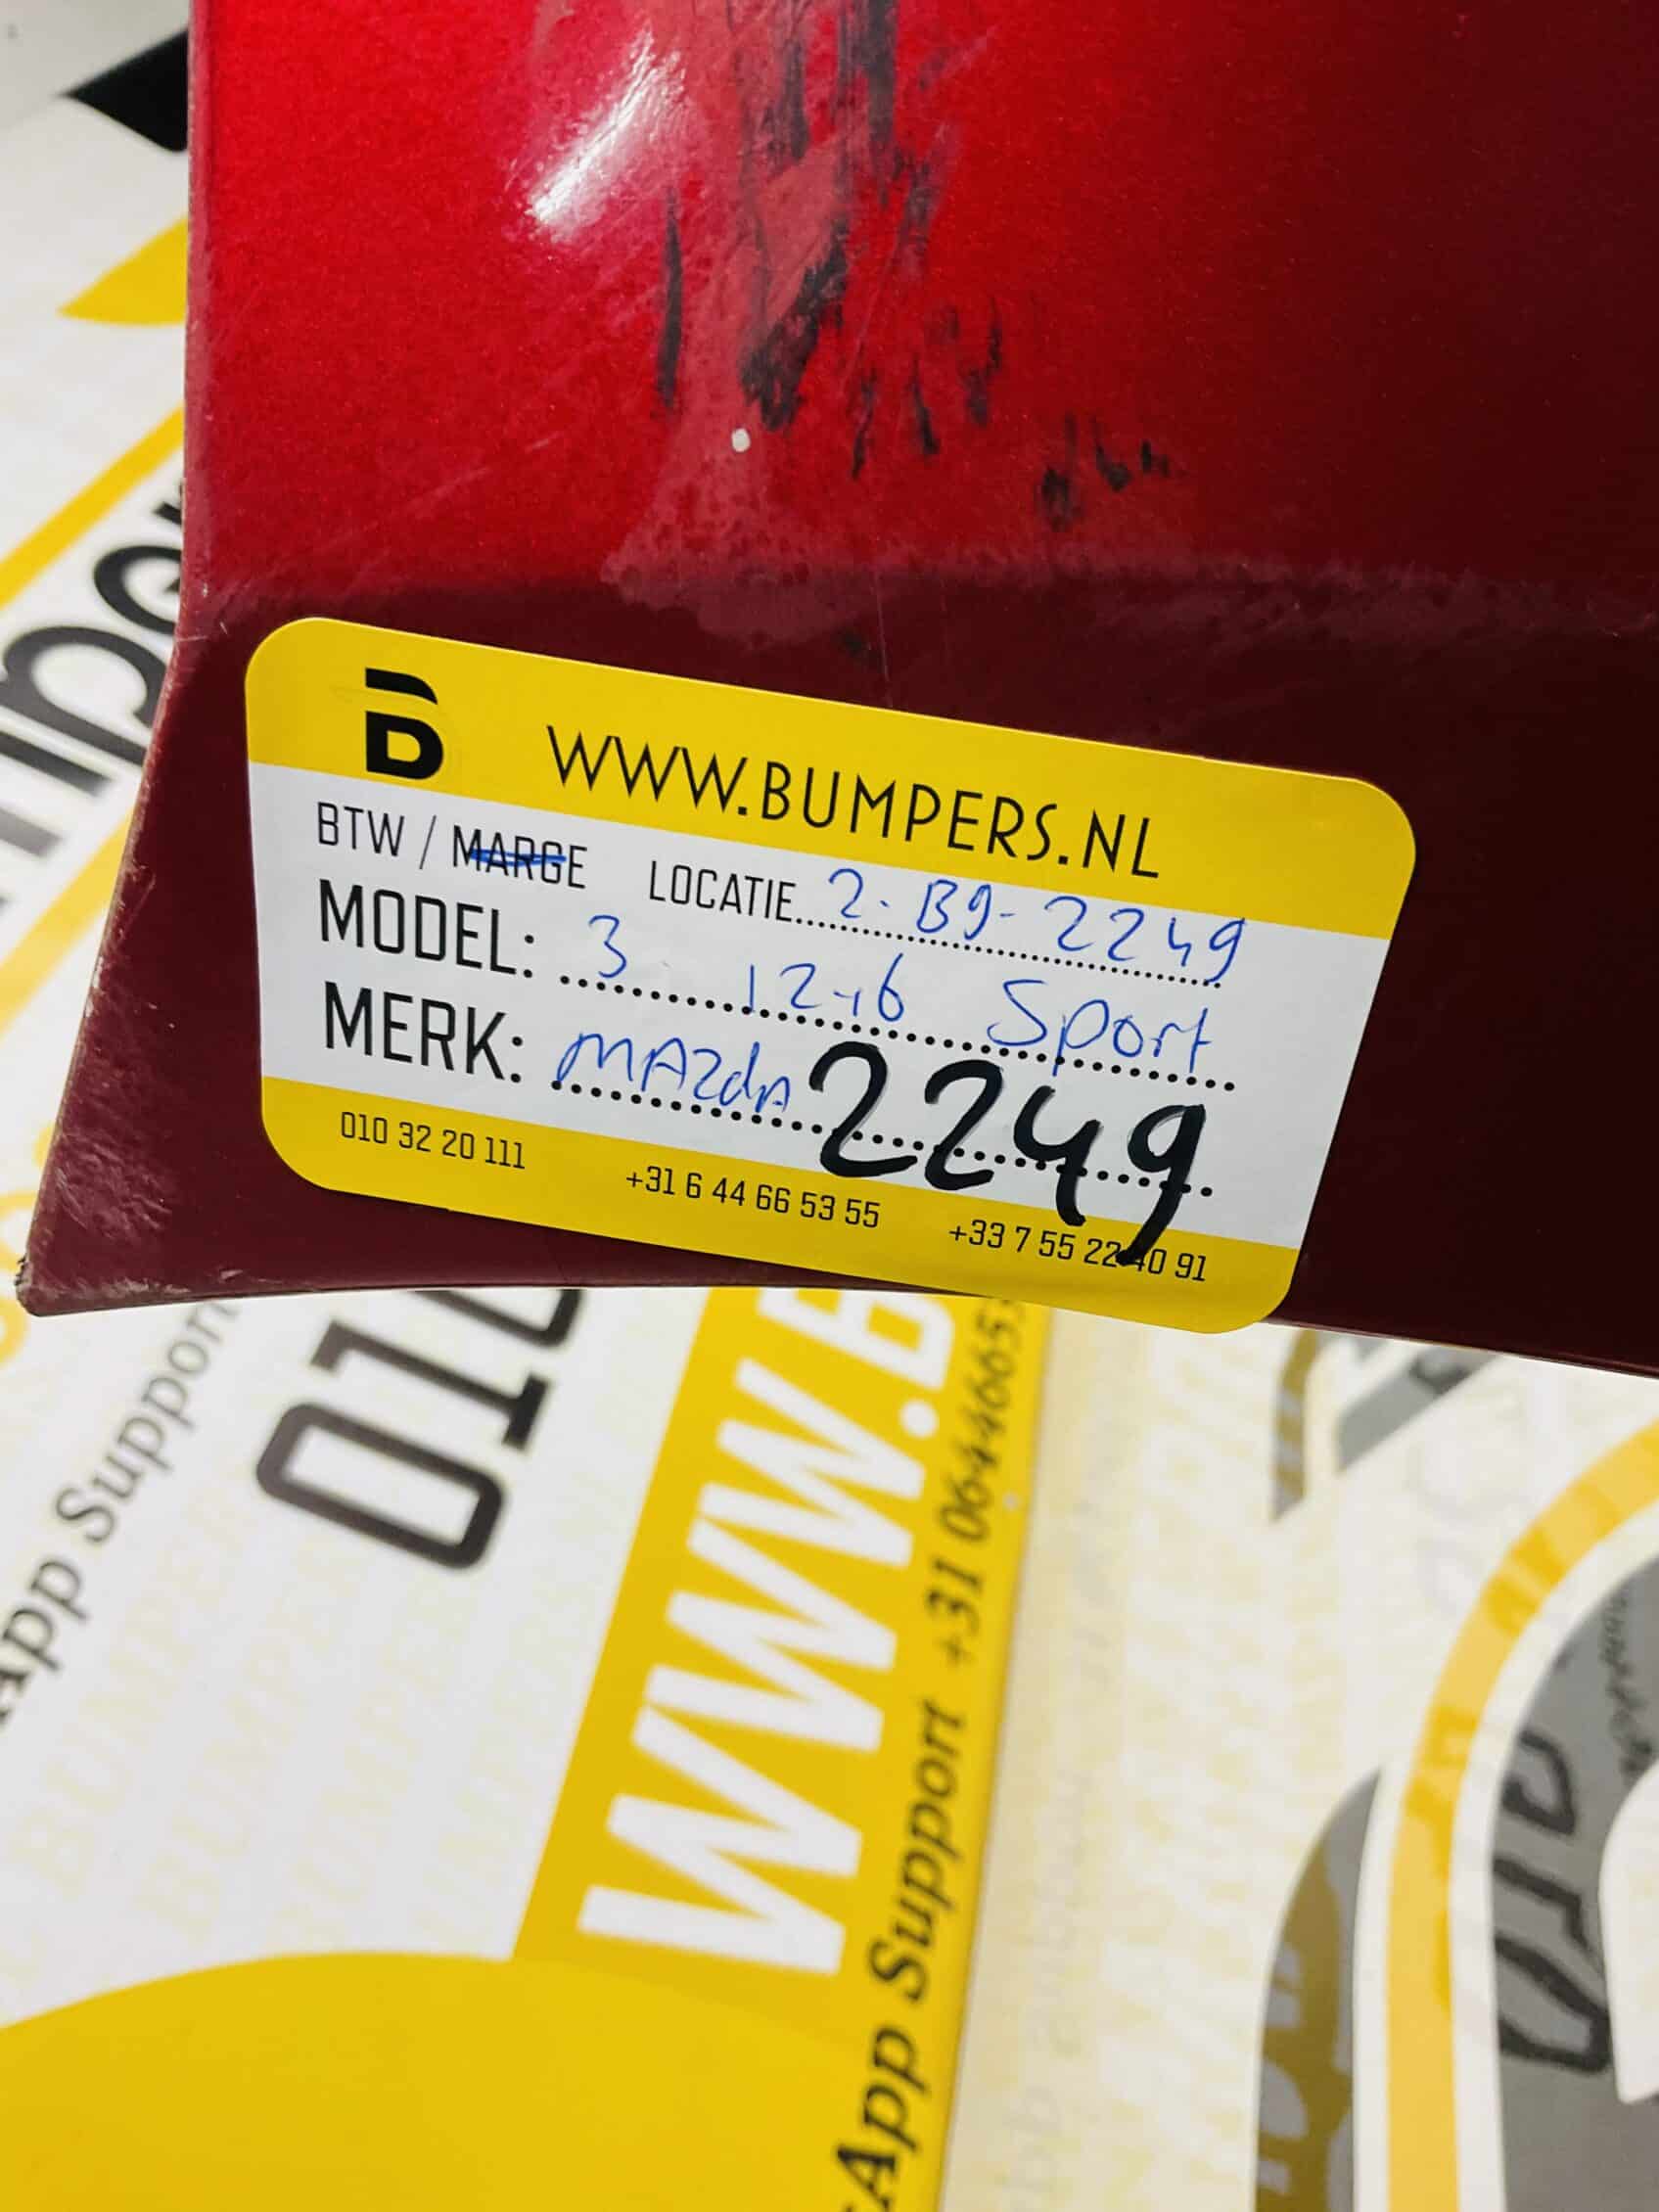 B WWW.BUMPERS.NL
BTW / MARGE LOCATIE... 2-B9-2249
MODEL: 3 12-16 Sport
MERK: MAZdA 2249
010 32 20 111 +31 6 44 66 53 55 +33 7 55 22 40 91
App Support
010
WWW.B
App Support +31 06446653